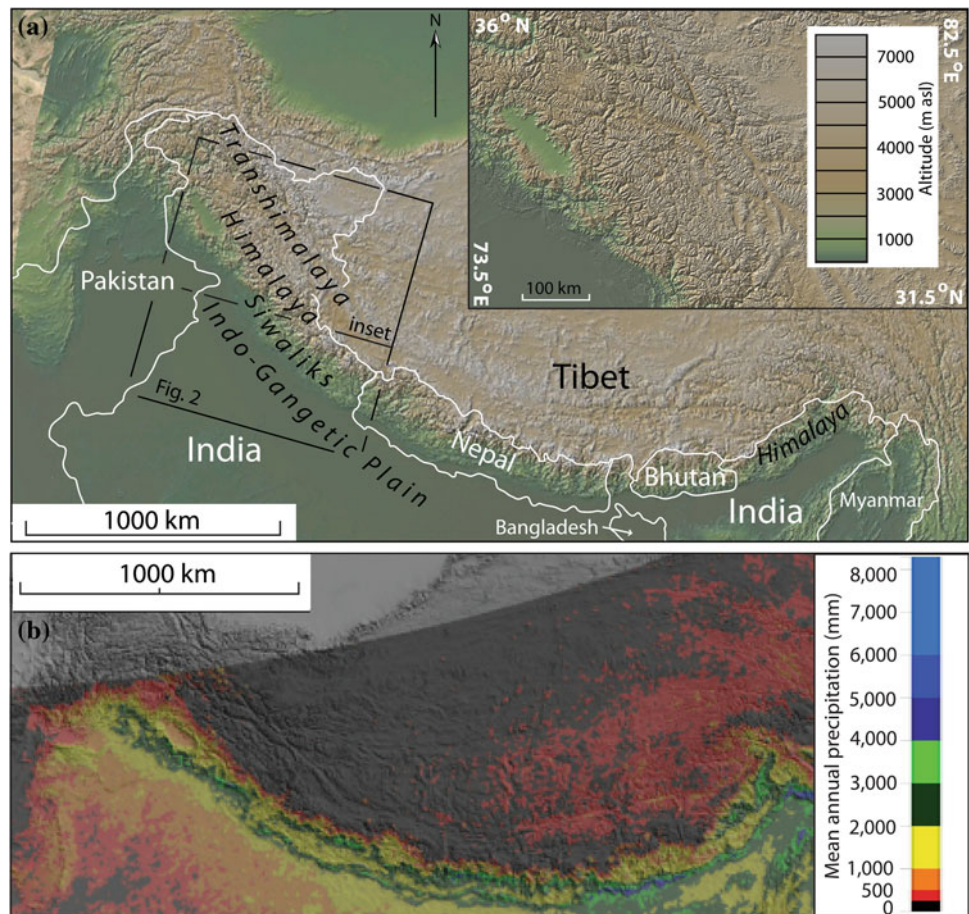 (a)
N
36° N
82.5°E
7000
5000
4000
3000
1000
Altitude (m asl)
73.5°E
100 km
31.5°N
Transhimalaya
Himalaya
Siwaliks
Indo-Gangetic Plain
Pakistan
inset
Fig. 2
Tibet
India
Nepal
Bhutan
Himalaya
India
Myanmar
Bangladesh
1000 km
1000 km
(b)
Mean annual precipitation (mm)
8,000
7,000
6,000
5,000
4,000
3,000
2,000
1,000
500
0